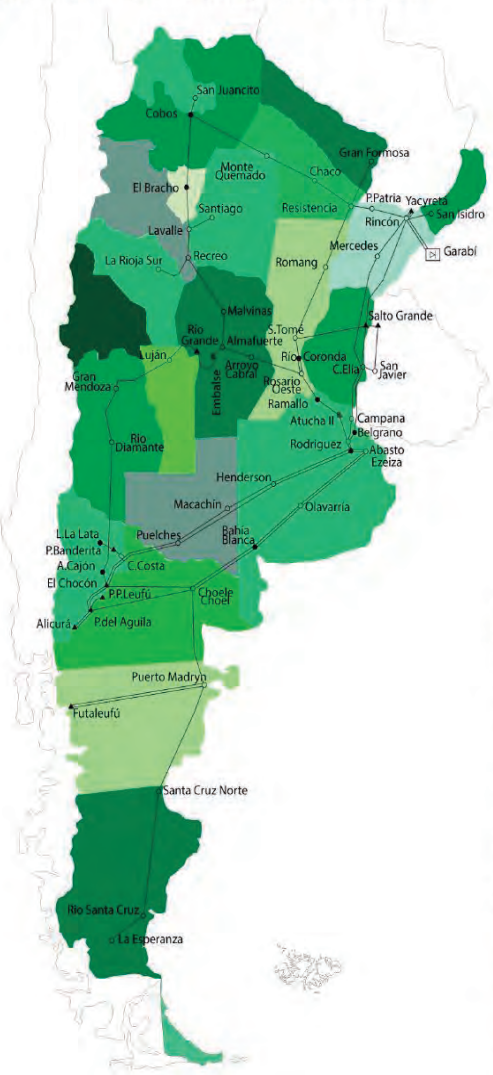 San Juancito
Cobos
Gran Formosa
Monte
Quemado
Chaco
El Bracho
P.Patria
Yacyretá
Santiago
Resistencia
Rincón
San Isidro
Lavalle
Mercedes
Garabí
La Rioja Sur
Recreo
Romang
Malvinas
Salto Grande
Río
Grande
S.Tomé
Almafuerte
Luján
Río
Coronda
Embalse
Arroyo
Cabral
C.Elia
San
Javier
Gran
Mendoza
Rosario
Oeste
Ramallo
Atucha II
Campana
Belgrano
Río
Diamante
Rodriguez
Abasto
Ezeiza
Henderson
Macachín
Olavarría
L.La Lata
Puelches
Bahía
Blanca
P.Banderita
A.Cajón
C.Costa
El Chocón
P.P.Leufú
Choele
Choel
Alicurá
P.del Aguila
Puerto Madryn
Futaleufú
Santa Cruz Norte
Río Santa Cruz
La Esperanza